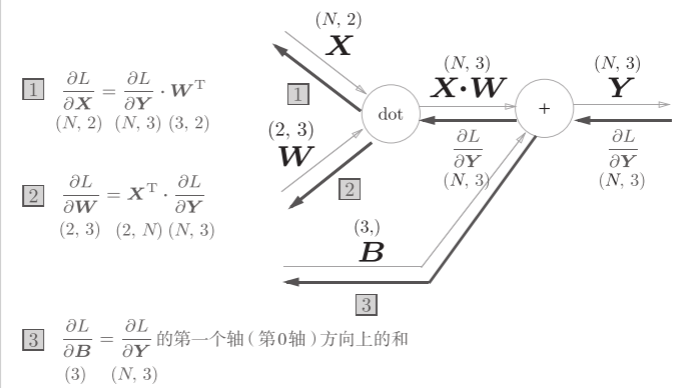 (N, 2)
X
1
(2, 3)
W
2
dot
(N, 3)
X·W
∂L/∂Y
(N, 3)
+
(N, 3)
Y
∂L/∂Y
(N, 3)
(3,)
B
3
1 ∂L/∂X = ∂L/∂Y · W^T
(N, 2) (N, 3) (3, 2)
2 ∂L/∂W = X^T · ∂L/∂Y
(2, 3) (2, N) (N, 3)
3 ∂L/∂B = ∂L/∂Y 的第一个轴(第0轴)方向上的和
(3) (N, 3)